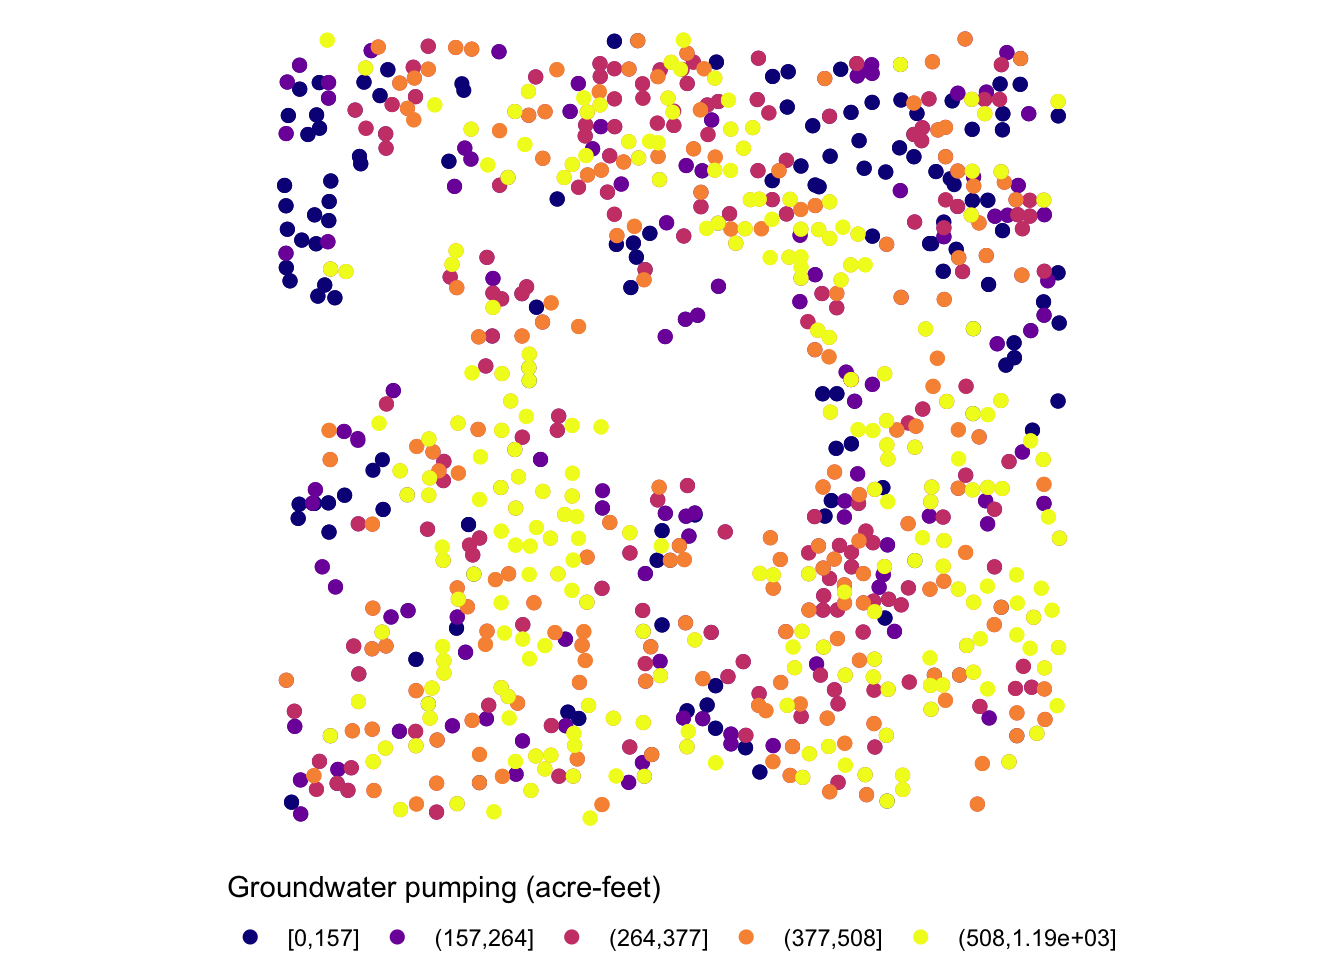 Groundwater pumping (acre-feet)
[0,157] (157,264] (264,377] (377,508] (508,1.19e+03]